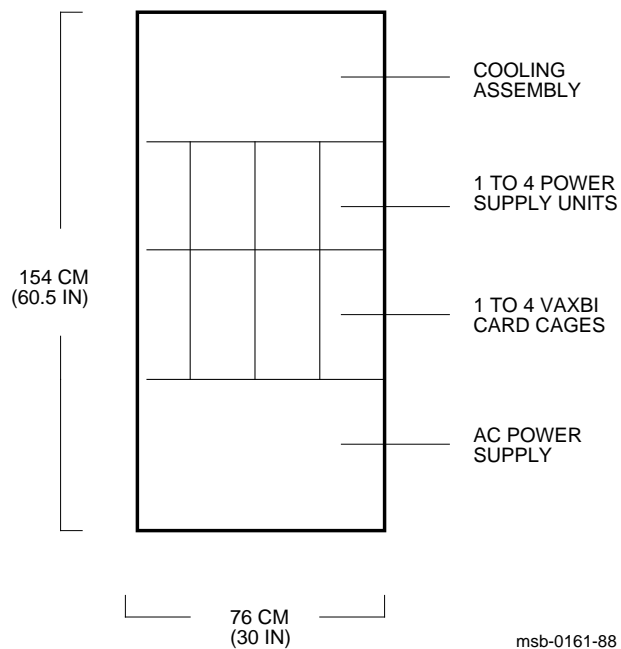 COOLING
ASSEMBLY
1 TO 4 POWER
SUPPLY UNITS
154 CM
(60.5 IN)
1 TO 4 VAXBI
CARD CAGES
AC POWER
SUPPLY
76 CM
(30 IN)
msb-0161-88